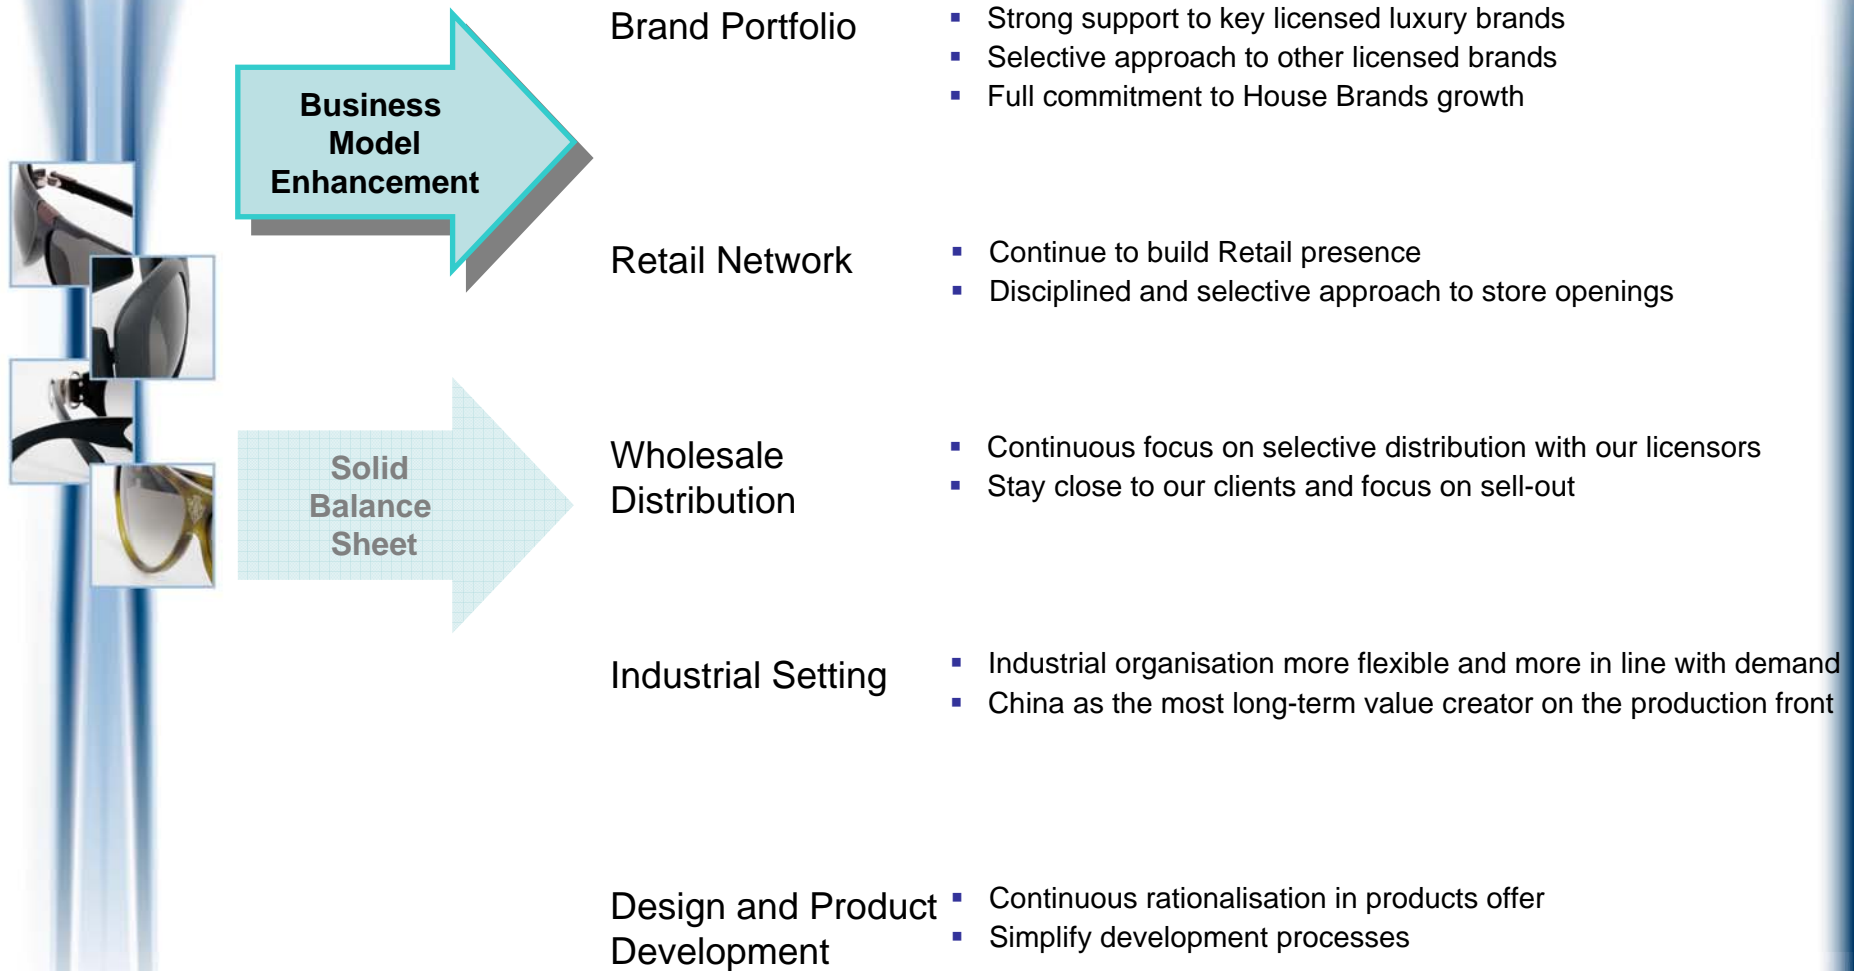 Business
Model
Enhancement
Solid
Balance
Sheet
Brand Portfolio
▪ Strong support to key licensed luxury brands
▪ Selective approach to other licensed brands
▪ Full commitment to House Brands growth
Retail Network
▪ Continue to build Retail presence
▪ Disciplined and selective approach to store openings
Wholesale
Distribution
▪ Continuous focus on selective distribution with our licensors
▪ Stay close to our clients and focus on sell-out
Industrial Setting
▪ Industrial organisation more flexible and more in line with demand
▪ China as the most long-term value creator on the production front
Design and Product
Development
▪ Continuous rationalisation in products offer
▪ Simplify development processes